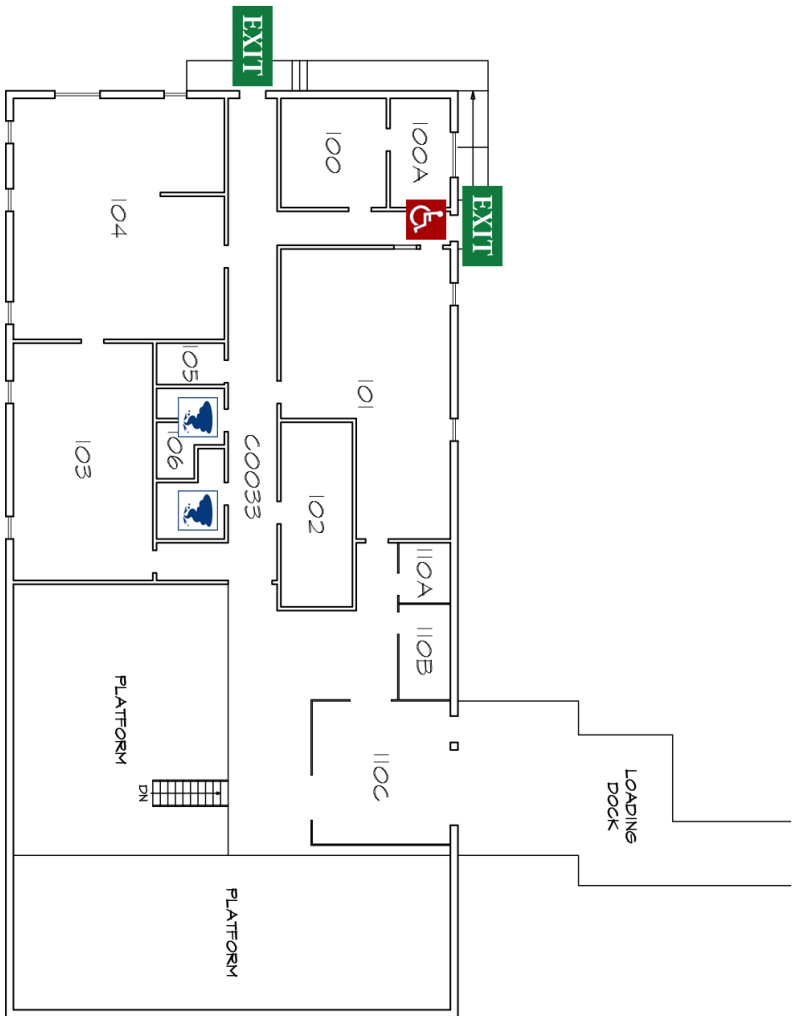 EXIT
EXIT
100
100A
104
101
105
106
C0033
103
102
110A
110B
110C
PLATFORM
DN
LOADING
DOCK
PLATFORM